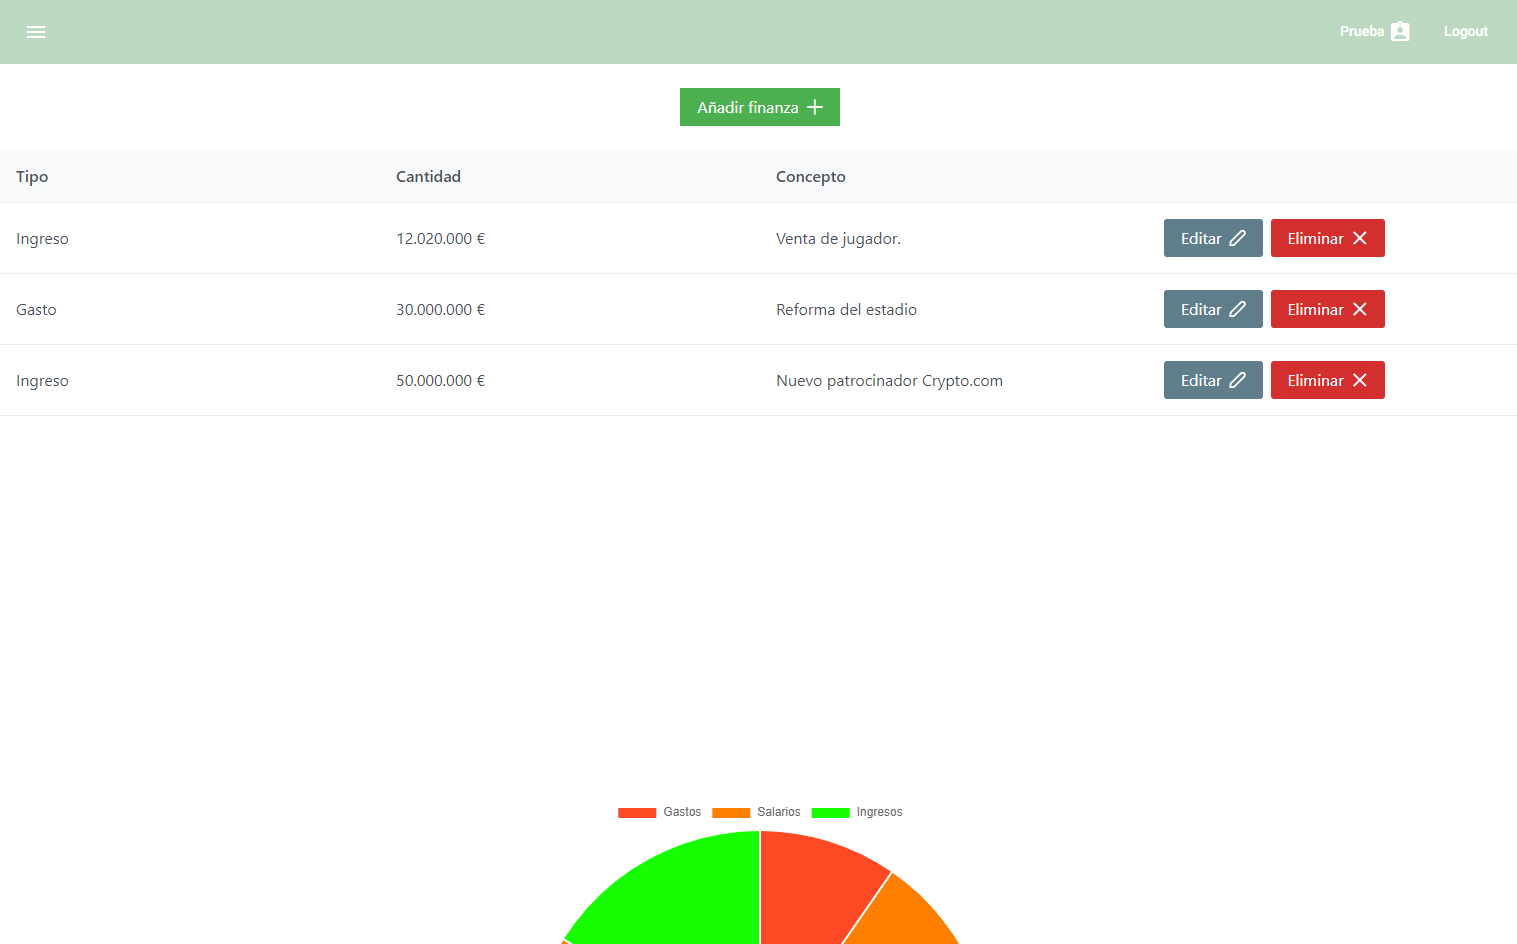 Prueba Logout
Añadir finanza
Tipo Cantidad Concepto
Ingreso 12.020.000 € Venta de jugador. Editar Eliminar
Gasto 30.000.000 € Reforma del estadio Editar Eliminar
Ingreso 50.000.000 € Nuevo patrocinador Crypto.com Editar Eliminar
Gastos Salarios Ingresos